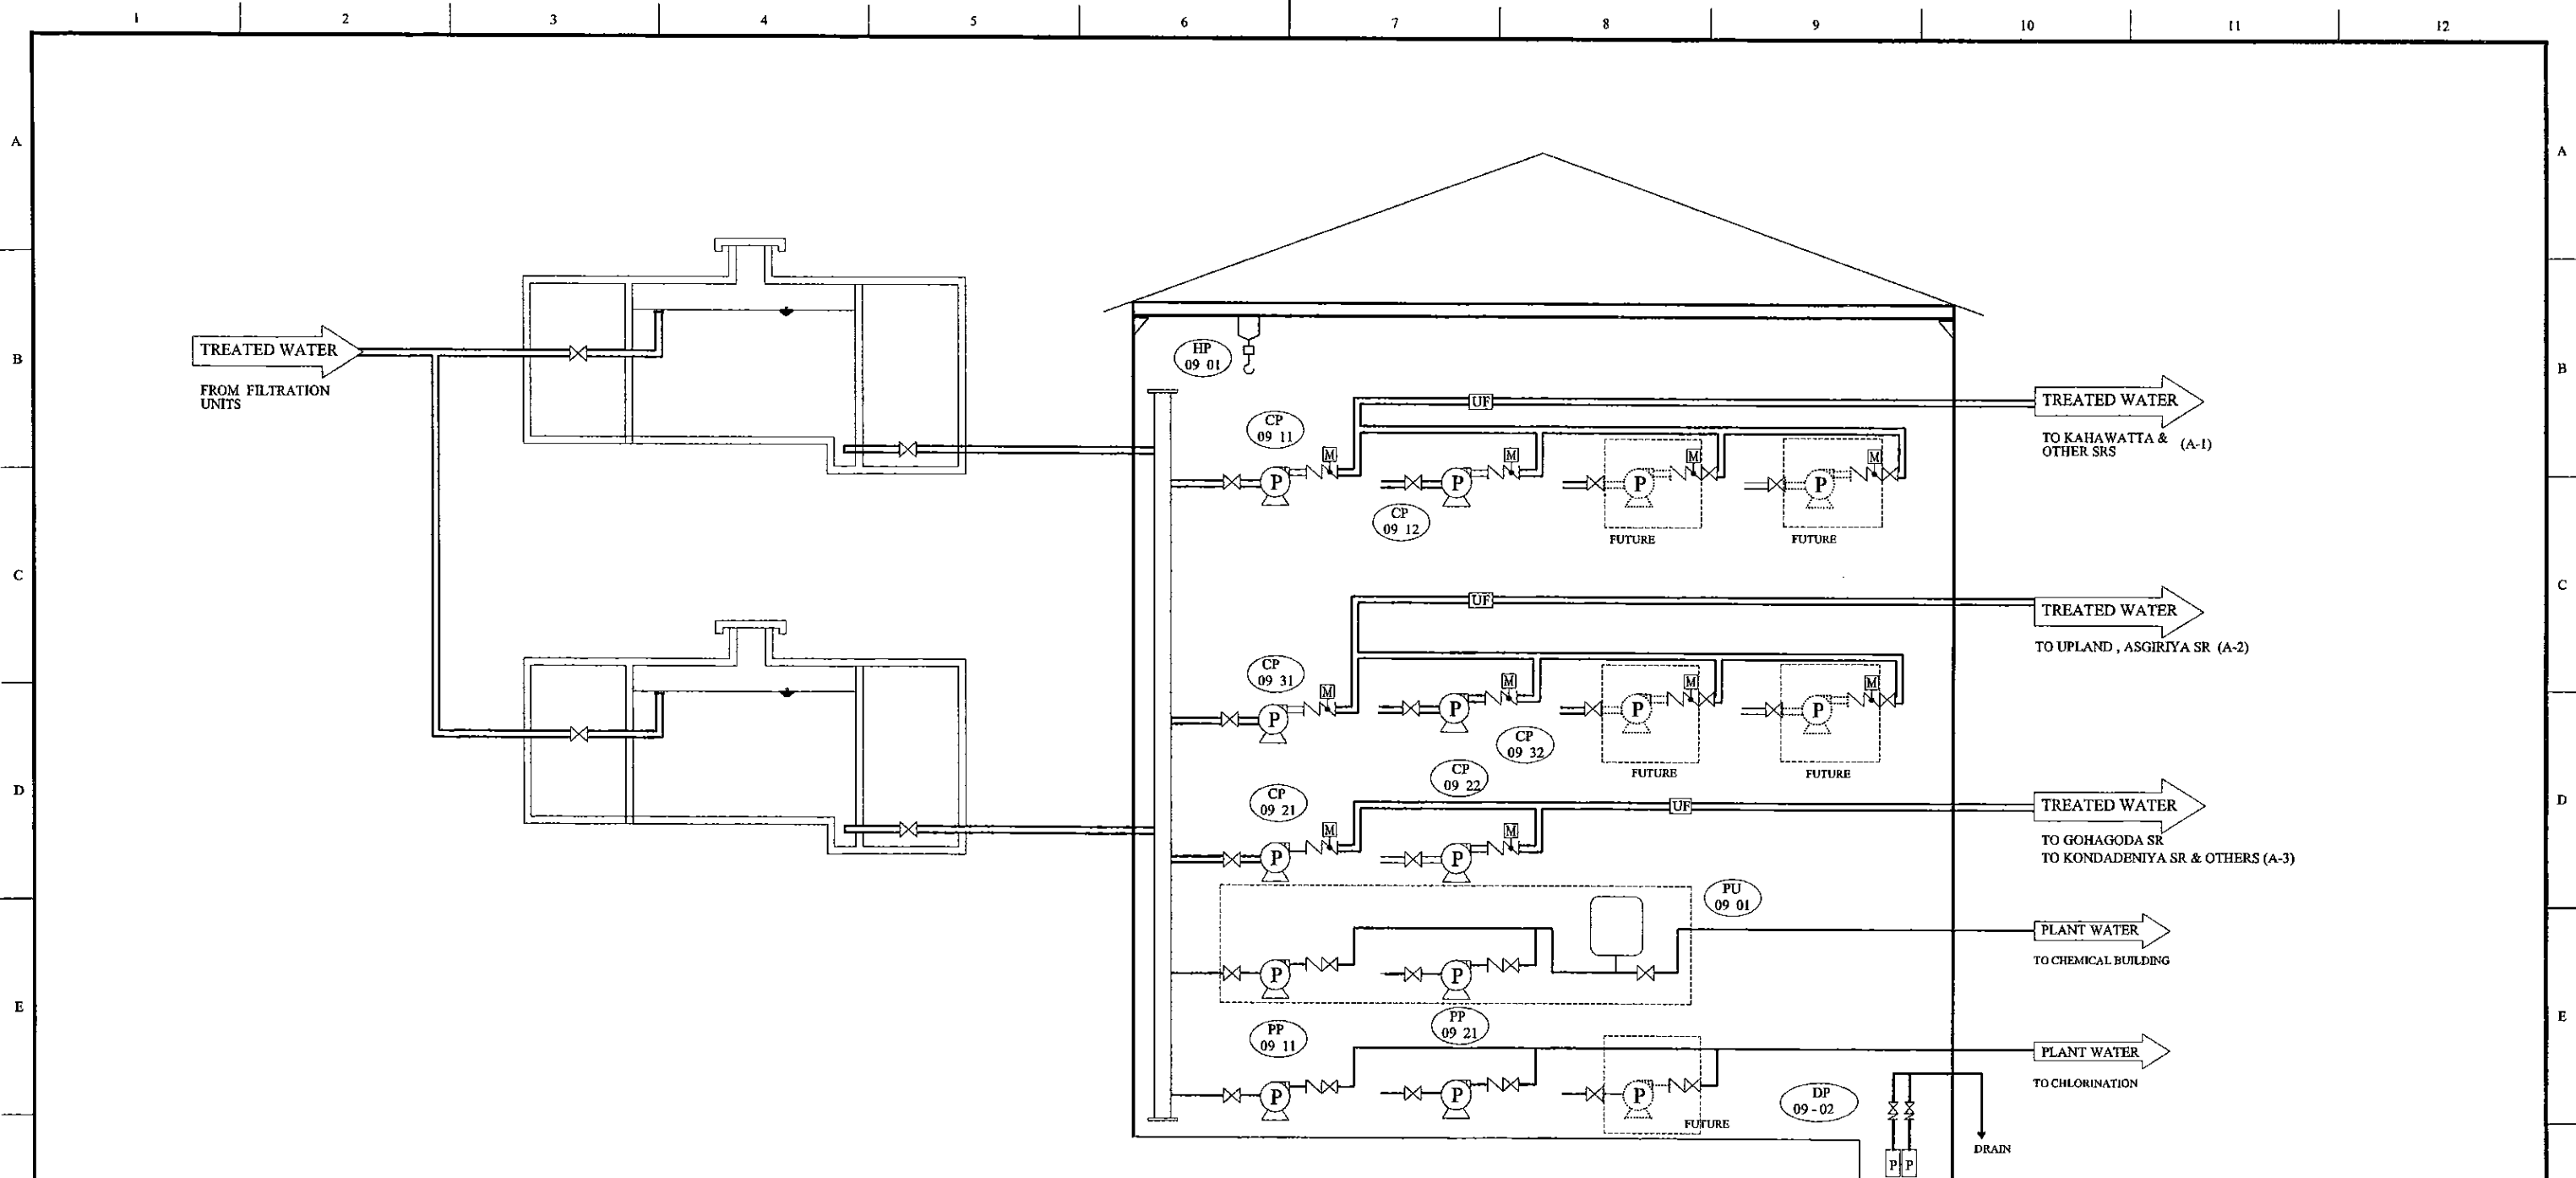 1 2 3 4 5 6 7 8 9 10 11 12
A
A
B
B
C
C
D
D
E
E
TREATED WATER
FROM FILTRATION
UNITS
HP
09 01
UF
TREATED WATER
TO KAHAWATTA &
OTHER SRS
(A-1)
CP
09 11
M
M
M
M
P
P
P
P
CP
09 12
FUTURE
FUTURE
UF
TREATED WATER
TO UPLAND , ASGIRIYA SR (A-2)
CP
09 31
M
M
M
M
P
P
P
P
CP
09 32
FUTURE
FUTURE
CP
09 22
CP
09 21
UF
TREATED WATER
TO GOHAGODA SR
TO KONDADENIYA SR & OTHERS (A-3)
M
M
P
P
PU
09 01
PLANT WATER
TO CHEMICAL BUILDING
P
P
PP
09 11
PP
09 21
PLANT WATER
TO CHLORINATION
P
P
P
FUTURE
DP
09 - 02
DRAIN
P
P